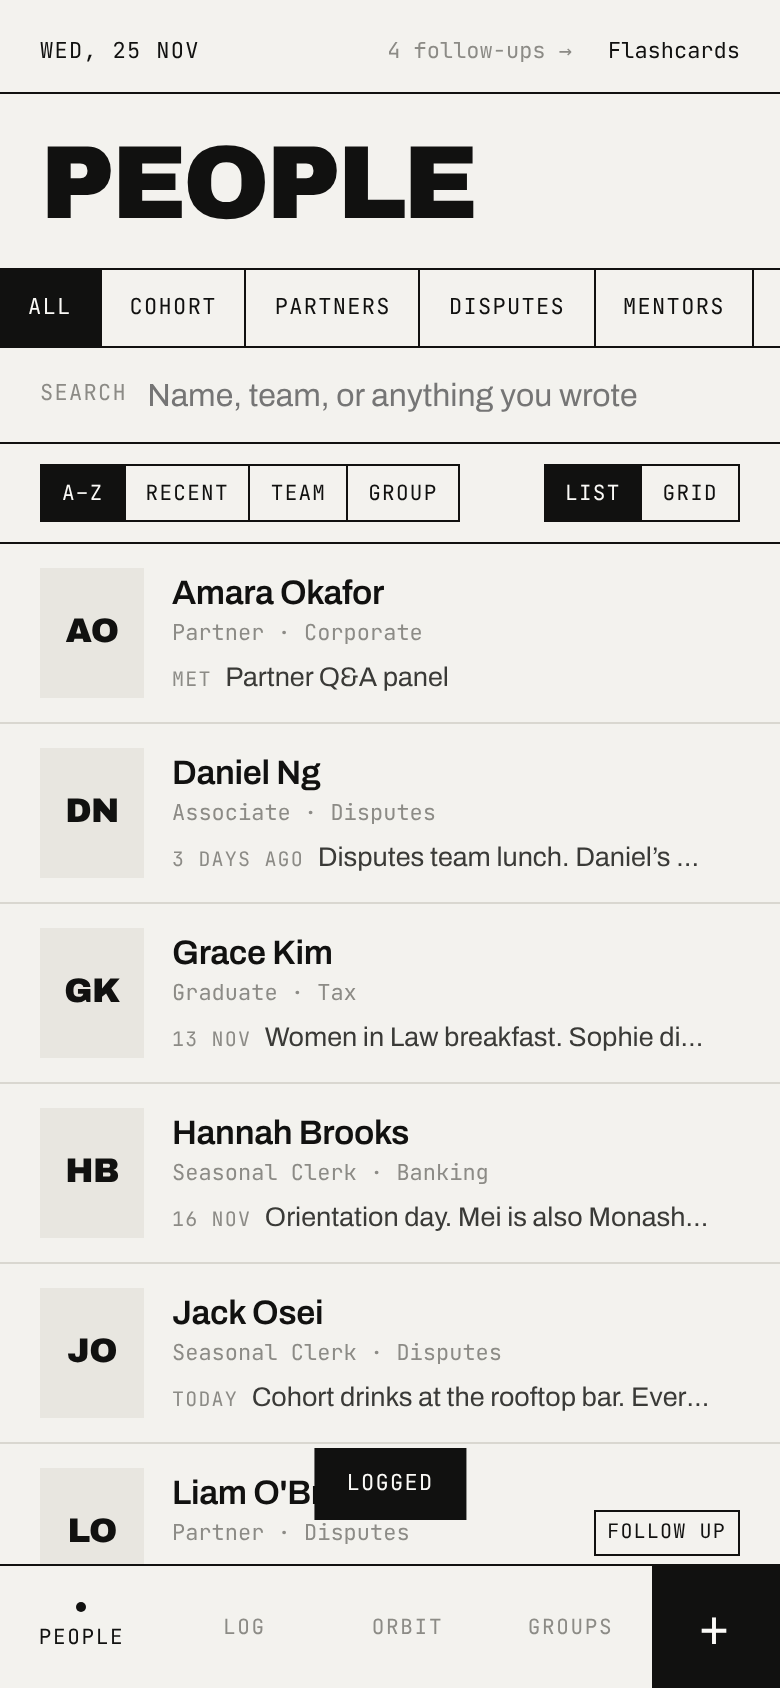 WED, 25 NOV 4 follow-ups → Flashcards
PEOPLE
ALL COHORT PARTNERS DISPUTES MENTORS
SEARCH Name, team, or anything you wrote
A–Z RECENT TEAM GROUP LIST GRID
AO
Amara Okafor
Partner · Corporate
MET Partner Q&A panel
DN
Daniel Ng
Associate · Disputes
3 DAYS AGO Disputes team lunch. Daniel’s ...
GK
Grace Kim
Graduate · Tax
13 NOV Women in Law breakfast. Sophie di...
HB
Hannah Brooks
Seasonal Clerk · Banking
16 NOV Orientation day. Mei is also Monash...
JO
Jack Osei
Seasonal Clerk · Disputes
TODAY Cohort drinks at the rooftop bar. Ever...
LOGGED
LO
Liam
Partner · Disputes
FOLLOW UP
PEOPLE LOG ORBIT GROUPS +